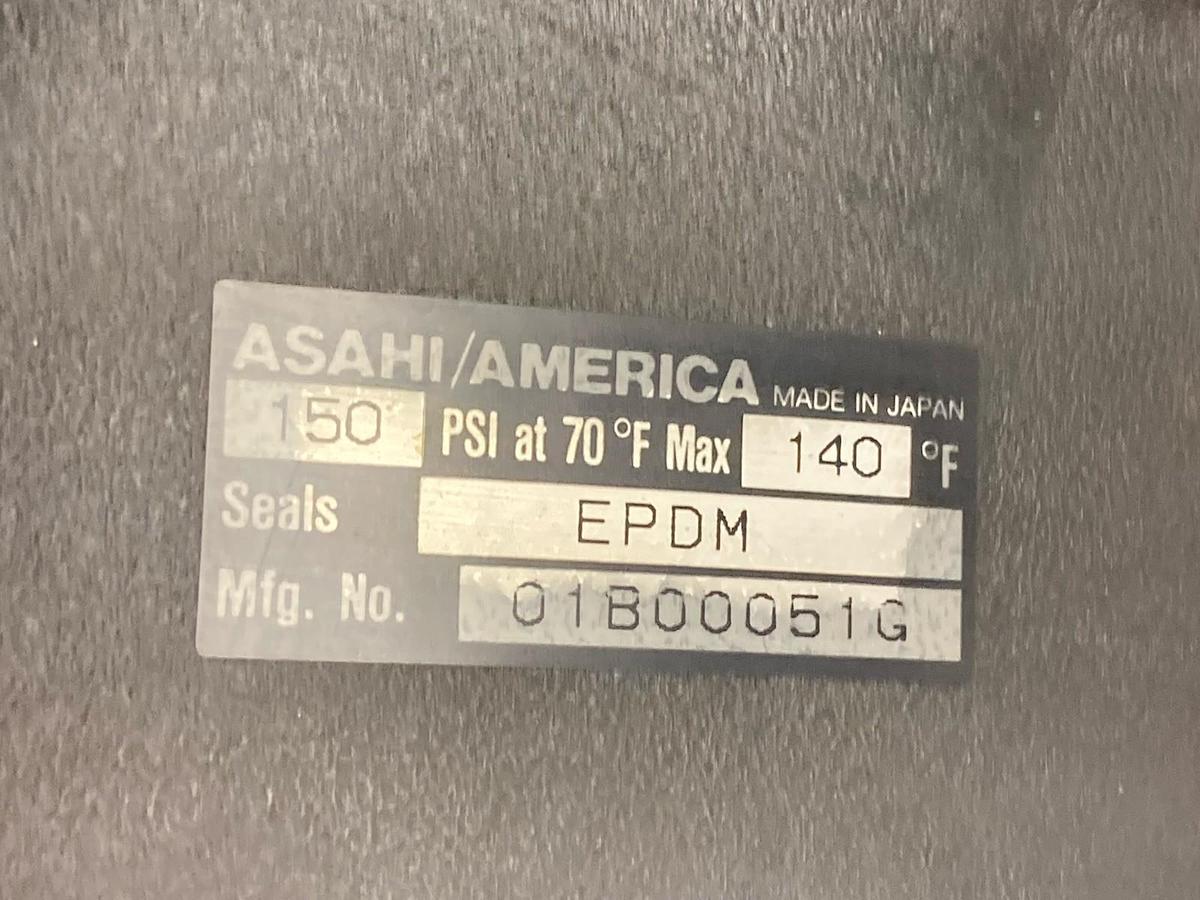 ASAHI/AMERICA MADE IN JAPAN
150 PSI at 70 °F Max 140 °F
Seals EPDM
Mfg. No. 01B00051G